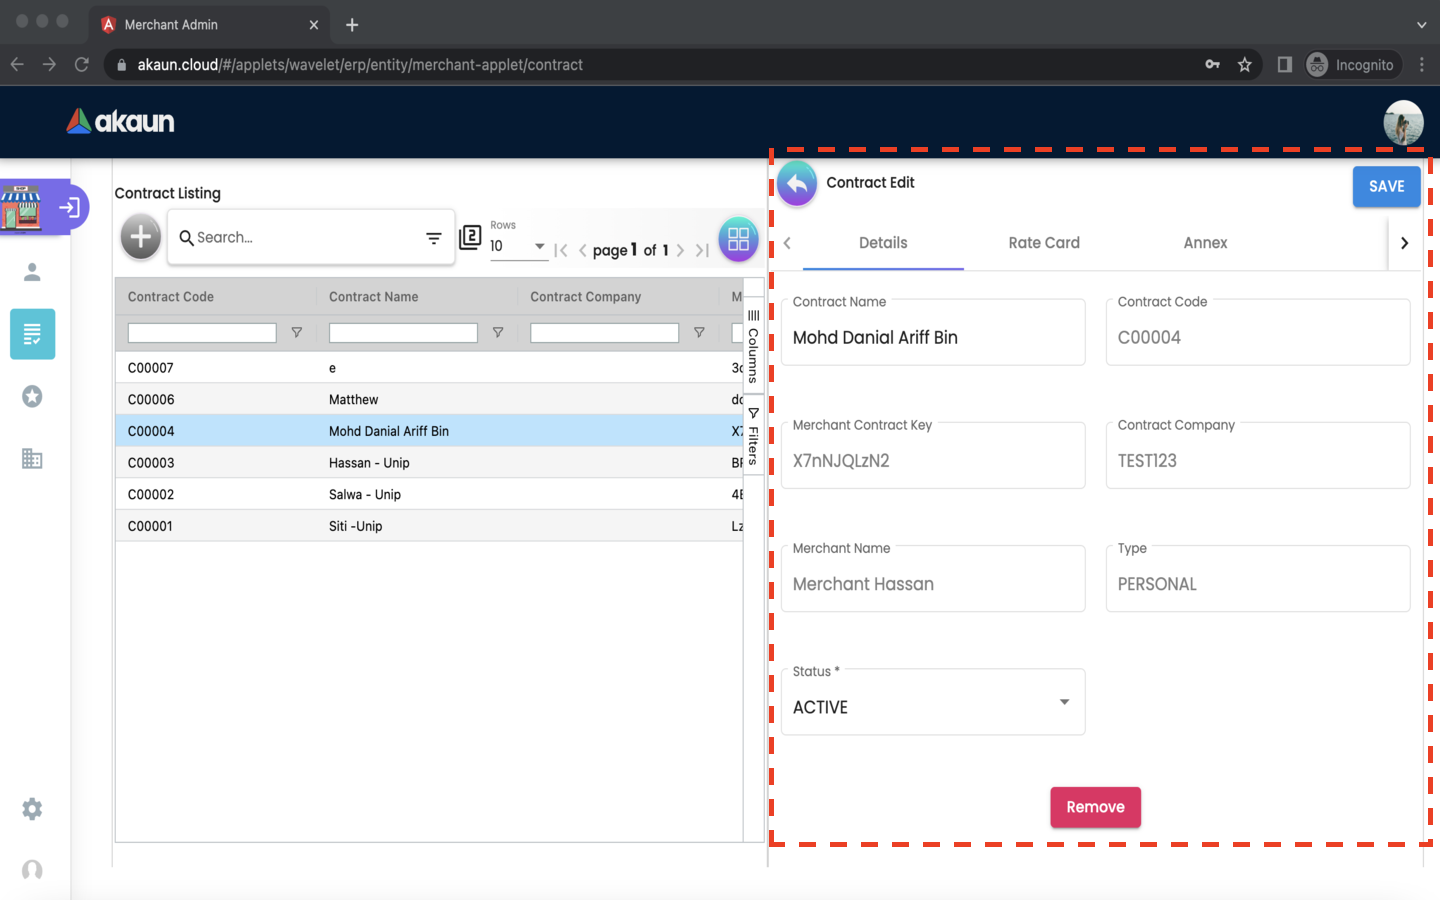 Merchant Admin
akaun.cloud/#/applets/wavelet/erp/entity/merchant-applet/contract
Incognito
akaun
SHOP
Contract Listing
Search...
2
Rows
10
page 1 of 1
Contract Code
Contract Name
Contract Company
M
C00007
e
3c
C00006
Matthew
dc
C00004
Mohd Danial Ariff Bin
X7
C00003
Hassan - Unip
BF
C00002
Salwa - Unip
4E
C00001
Siti -Unip
Lz
Columns
Filters
Contract Edit
SAVE
Details
Rate Card
Annex
Contract Name
Mohd Danial Ariff Bin
Contract Code
C00004
Merchant Contract Key
X7nNJQLzN2
Contract Company
TEST123
Merchant Name
Merchant Hassan
Type
PERSONAL
Status *
ACTIVE
Remove